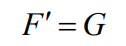 F′ = G